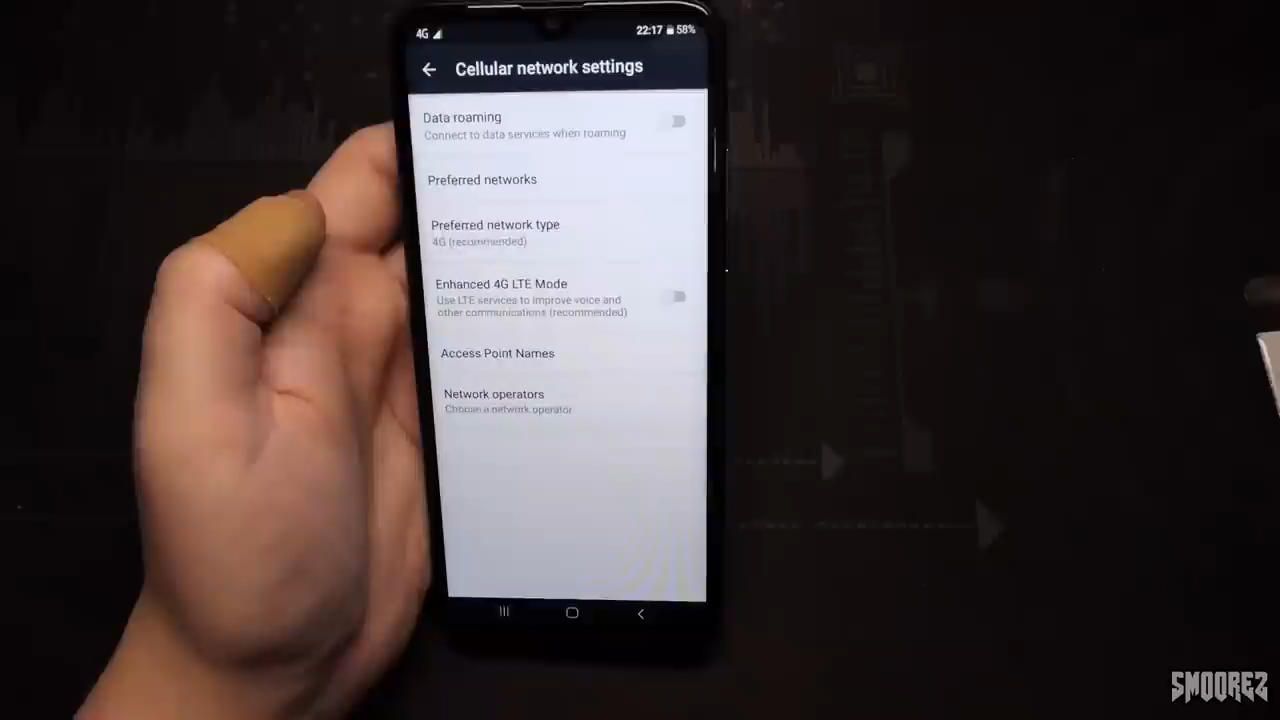 4G
22:17 58%
Cellular network settings
Data roaming
Connect to data services when roaming
Preferred networks
Preferred network type
4G (recommended)
Enhanced 4G LTE Mode
Use LTE services to improve voice and
other communications (recommended)
Access Point Names
Network operators
Choose a network operator
SMOOREZ